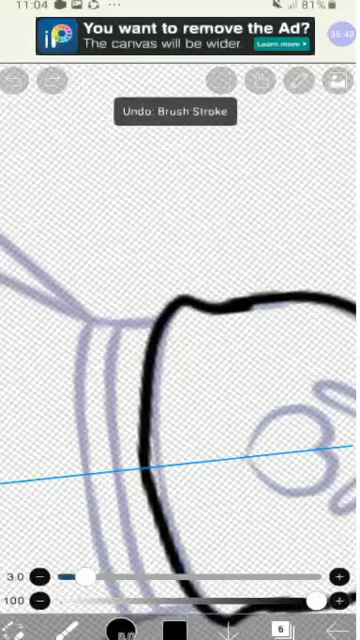 11:04 ... 81%
iP You want to remove the Ad?
The canvas will be wider. Learn more >
36:48
Undo: Brush Stroke
3.0
100
6